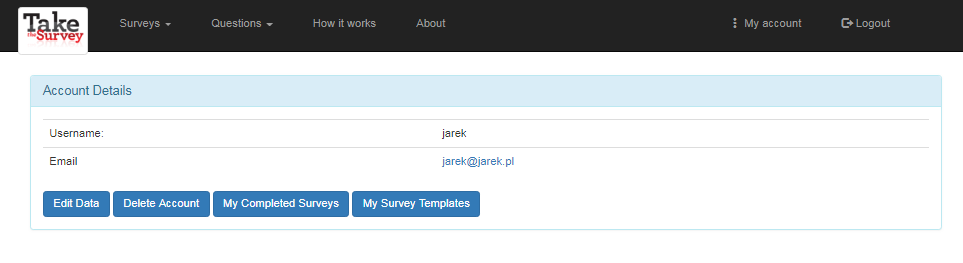 Take
the Survey
Surveys
Questions
How it works
About
My account
Logout
Account Details
Username: jarek
Email jarek@jarek.pl
Edit Data
Delete Account
My Completed Surveys
My Survey Templates